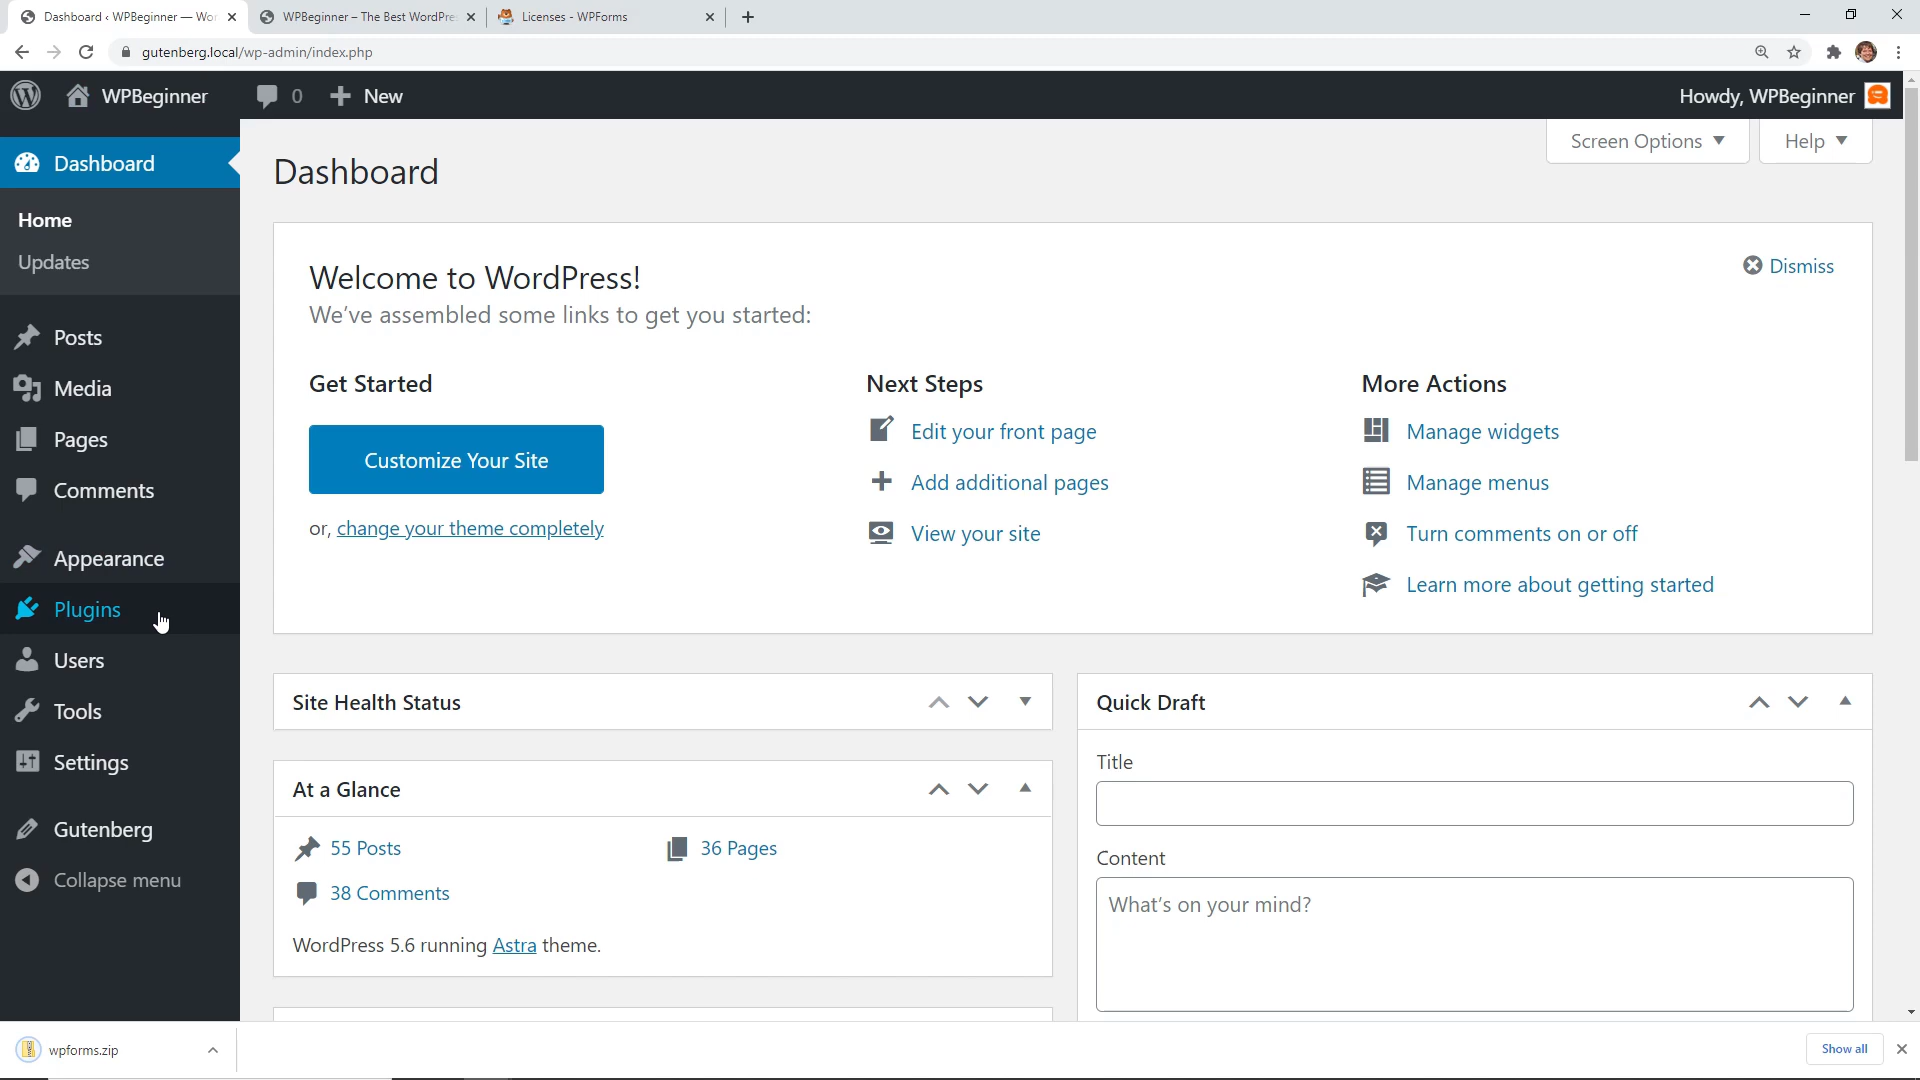 Dashboard ‹ WPBeginner — Wor
WPBeginner – The Best WordPre
Licenses - WPForms
gutenberg.local/wp-admin/index.php
WPBeginner
0
New
Howdy, WPBeginner
Dashboard
Home
Updates
Posts
Media
Pages
Comments
Appearance
Plugins
Users
Tools
Settings
Gutenberg
Collapse menu
Screen Options
Help
Dashboard
Welcome to WordPress!
Dismiss
We've assembled some links to get you started:
Get Started
Customize Your Site
or, change your theme completely
Next Steps
Edit your front page
Add additional pages
View your site
More Actions
Manage widgets
Manage menus
Turn comments on or off
Learn more about getting started
Site Health Status
At a Glance
55 Posts
36 Pages
38 Comments
WordPress 5.6 running Astra theme.
Quick Draft
Title
Content
What's on your mind?
wpforms.zip
Show all